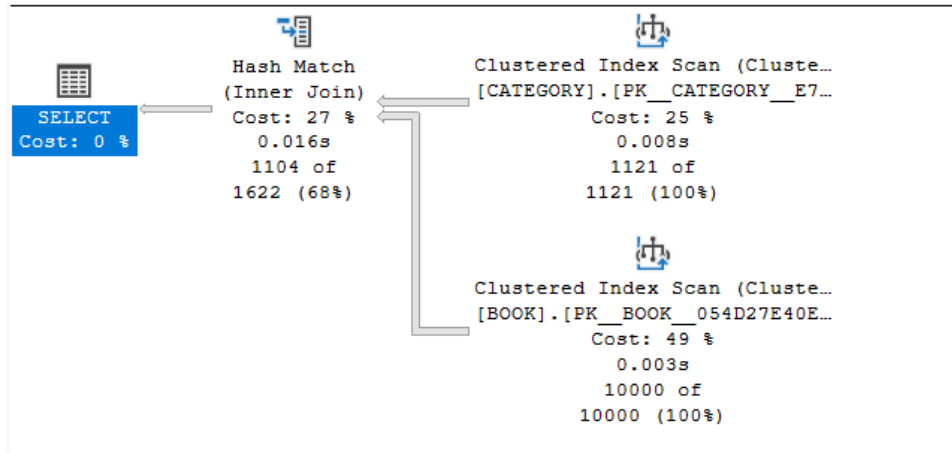 SELECT
Cost: 0 %
Hash Match
(Inner Join)
Cost: 27 %
0.016s
1104 of
1622 (68%)
Clustered Index Scan (Cluste…
[CATEGORY].[PK__CATEGORY__E7…
Cost: 25 %
0.008s
1121 of
1121 (100%)
Clustered Index Scan (Cluste…
[BOOK].[PK__BOOK__054D27E40E…
Cost: 49 %
0.003s
10000 of
10000 (100%)